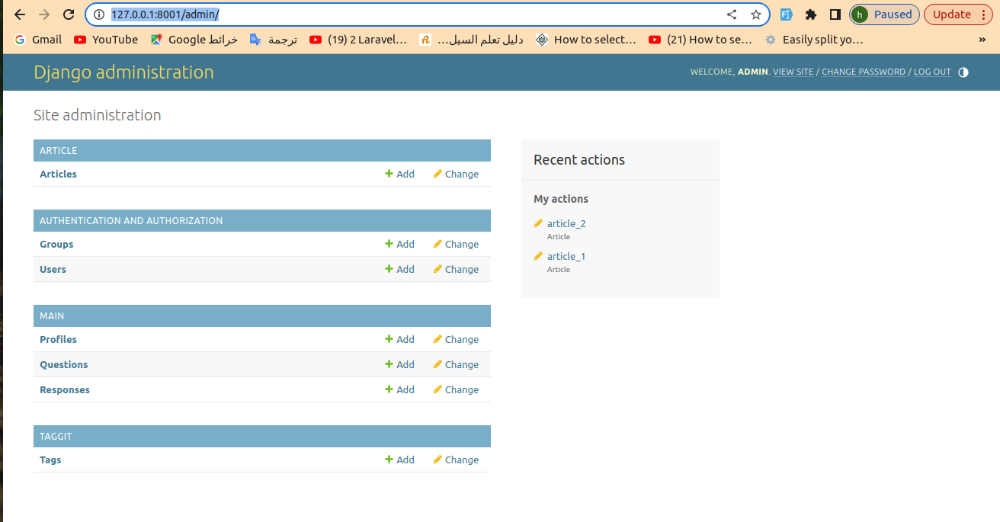 127.0.0.1:8001/admin/
h Paused Update
Gmail YouTube خرائط Google ترجمة (19) 2 Laravel... دليل تعلم السيل... How to select... (21) How to se... Easily split yo... »
Django administration
WELCOME, ADMIN. VIEW SITE / CHANGE PASSWORD / LOG OUT
Site administration
ARTICLE
Articles Add Change
AUTHENTICATION AND AUTHORIZATION
Groups Add Change
Users Add Change
MAIN
Profiles Add Change
Questions Add Change
Responses Add Change
TAGGIT
Tags Add Change
Recent actions
My actions
article_2
Article
article_1
Article